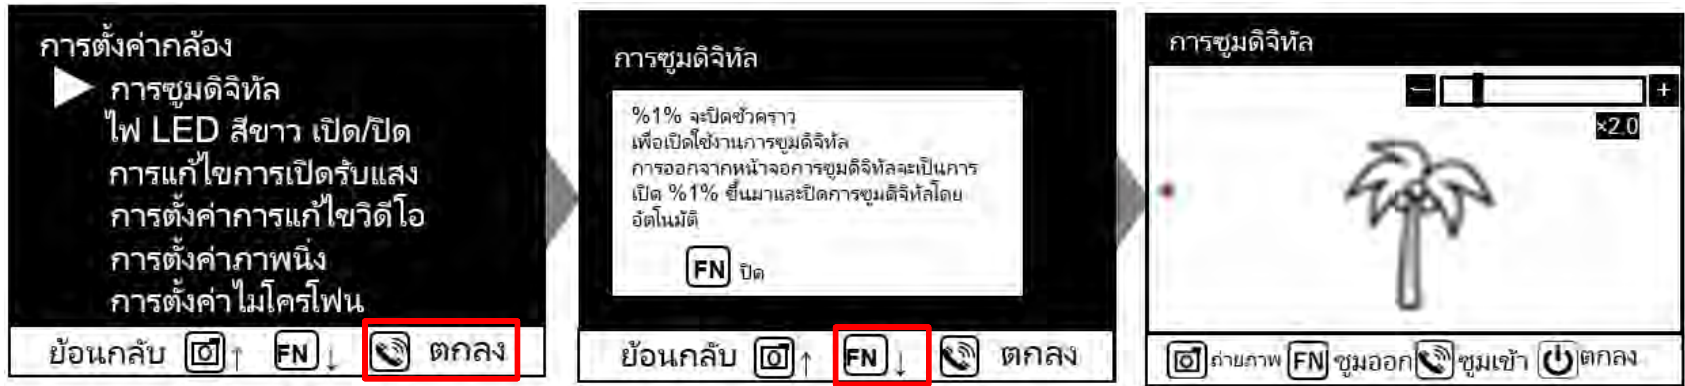 การตั้งค่ากล้อง
การซูมดิจิทัล
ไฟ LED สีขาว เปิด/ปิด
การแก้ไขการเปิดรับแสง
การตั้งค่าการแก้ไขวิดีโอ
การตั้งค่าภาพนิ่ง
การตั้งค่าไมโครโฟน
ย้อนกลับ ↑ FN ↓ ตกลง
การซูมดิจิทัล
%1% จะปิดชั่วคราว
เพื่อเปิดใช้งานการซูมดิจิทัล
การออกจากหน้าจอการซูมดิจิทัลจะเป็นการ
เปิด %1% ขึ้นมาและปิดการซูมดิจิทัลโดย
อัตโนมัติ
FN ปิด
ย้อนกลับ ↑ FN ↓ ตกลง
การซูมดิจิทัล
− +
×2.0
ถ่ายภาพ FN ซูมออก ซูมเข้า ตกลง